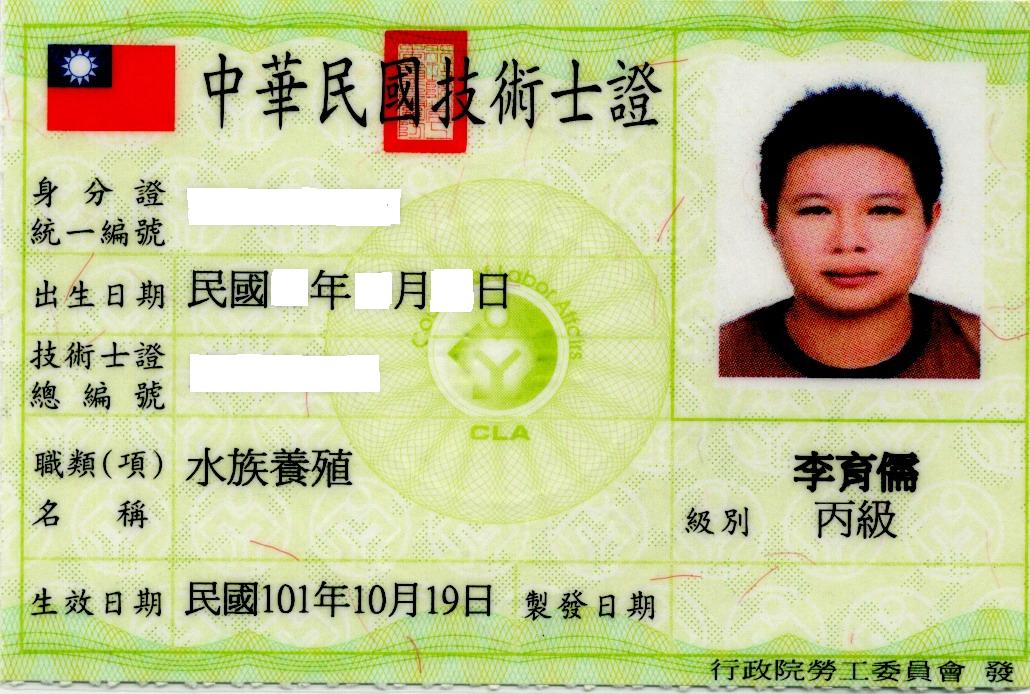 中華民國技術士證
身分證
統一編號
出生日期 民國 年 月 日
技術士證
總編號
職類(項) 水族養殖
名稱
李育儒
級別 丙級
生效日期 民國101年10月19日 製發日期
行政院勞工委員會 發
Labor Affairs
CLA